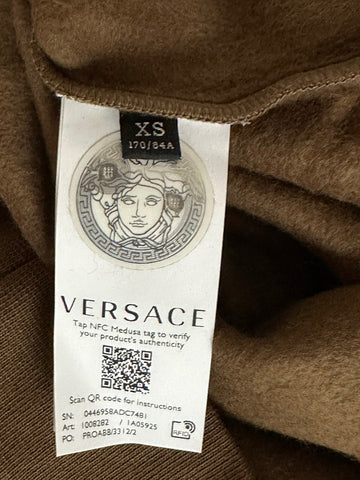 XS
170/84A
VERSACE
Tap NFC Medusa tag to verify
your product's authenticity
Scan QR code for instructions
SN: 0446958ADC74B1
Art: 1008282 / 1A05925
PO: PROAB8/3312/2
RFID